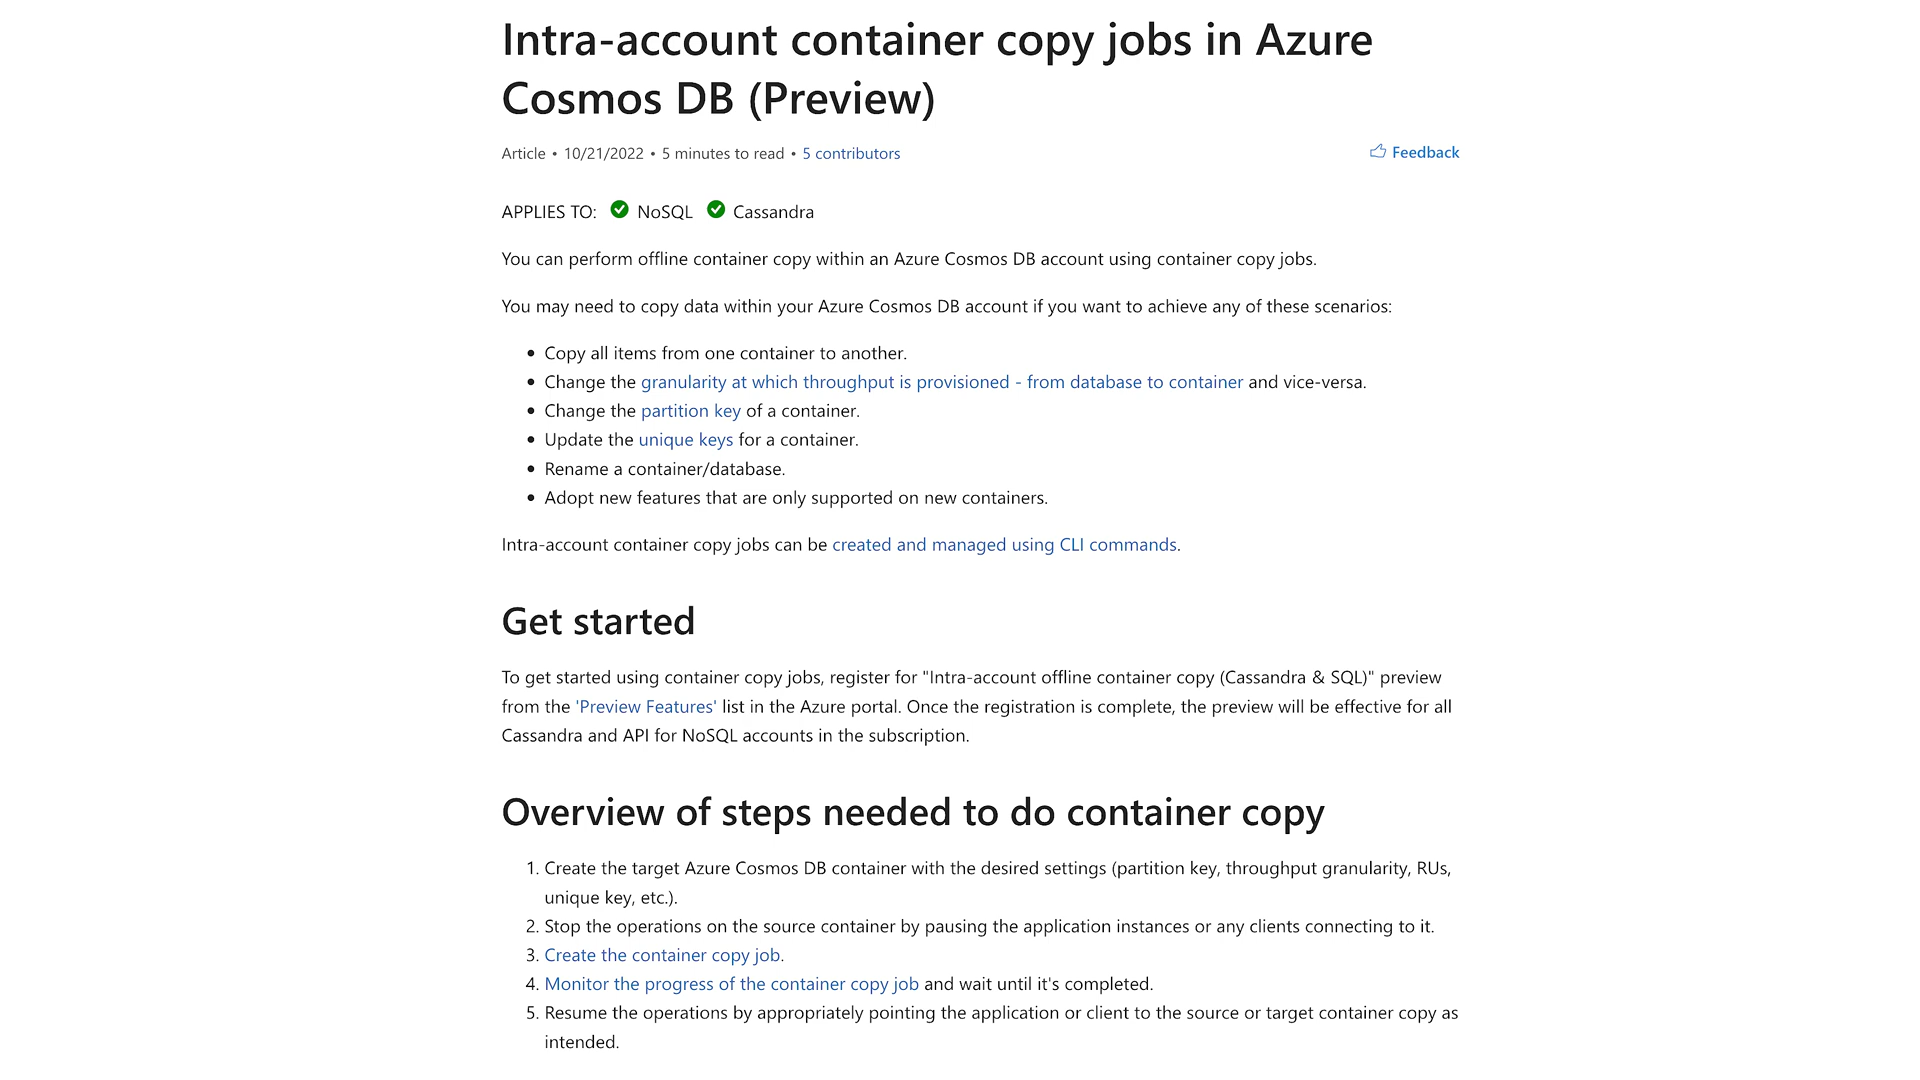 Intra-account container copy jobs in Azure
Cosmos DB (Preview)
Article • 10/21/2022 • 5 minutes to read • 5 contributors
Feedback
APPLIES TO: NoSQL Cassandra
You can perform offline container copy within an Azure Cosmos DB account using container copy jobs.
You may need to copy data within your Azure Cosmos DB account if you want to achieve any of these scenarios:
• Copy all items from one container to another.
• Change the granularity at which throughput is provisioned - from database to container and vice-versa.
• Change the partition key of a container.
• Update the unique keys for a container.
• Rename a container/database.
• Adopt new features that are only supported on new containers.
Intra-account container copy jobs can be created and managed using CLI commands.
Get started
To get started using container copy jobs, register for "Intra-account offline container copy (Cassandra & SQL)" preview
from the 'Preview Features' list in the Azure portal. Once the registration is complete, the preview will be effective for all
Cassandra and API for NoSQL accounts in the subscription.
Overview of steps needed to do container copy
1. Create the target Azure Cosmos DB container with the desired settings (partition key, throughput granularity, RUs,
unique key, etc.).
2. Stop the operations on the source container by pausing the application instances or any clients connecting to it.
3. Create the container copy job.
4. Monitor the progress of the container copy job and wait until it's completed.
5. Resume the operations by appropriately pointing the application or client to the source or target container copy as
intended.